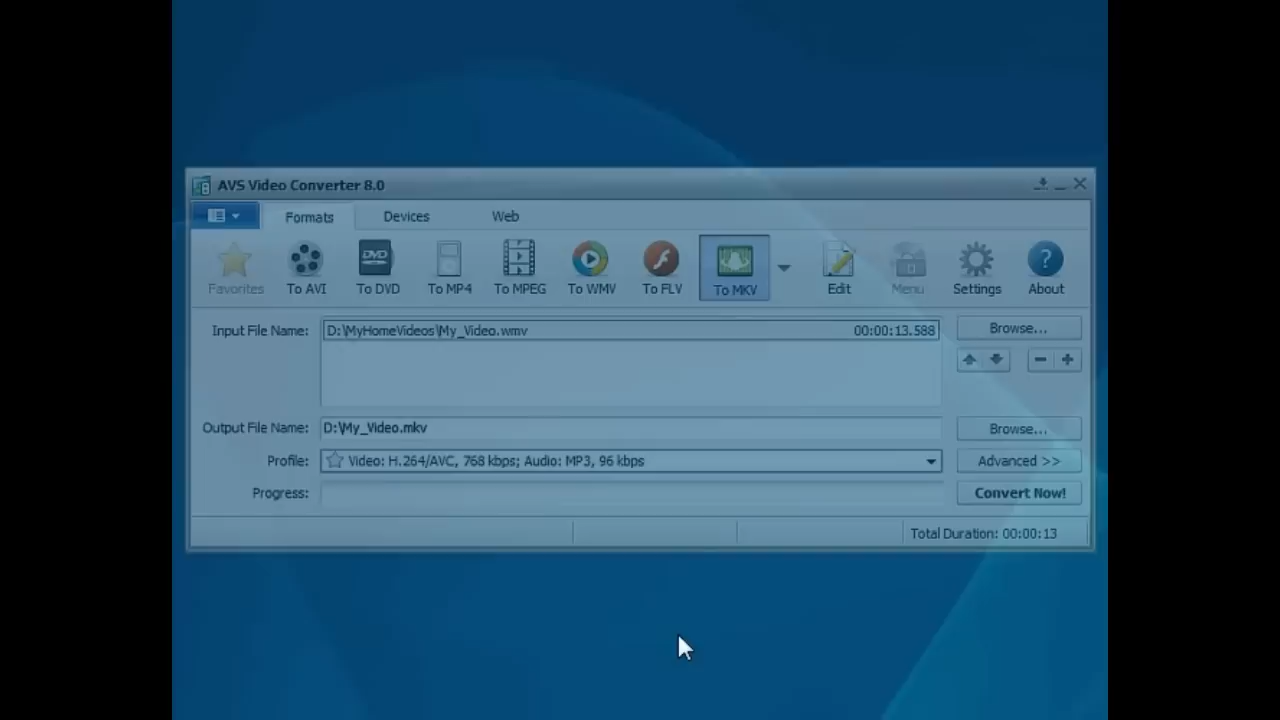 AVS Video Converter 8.0
Formats Devices Web
DVD
Favorites To AVI To DVD To MP4 To MPEG To WMV To FLV To MKV Edit Menu Settings About
Input File Name: D:\MyHomeVideos\My_Video.wmv 00:00:13.588 Browse...
Output File Name: D:\My_Video.mkv Browse...
Profile: Video: H.264/AVC, 768 kbps; Audio: MP3, 96 kbps Advanced >>
Progress: Convert Now!
Total Duration: 00:00:13